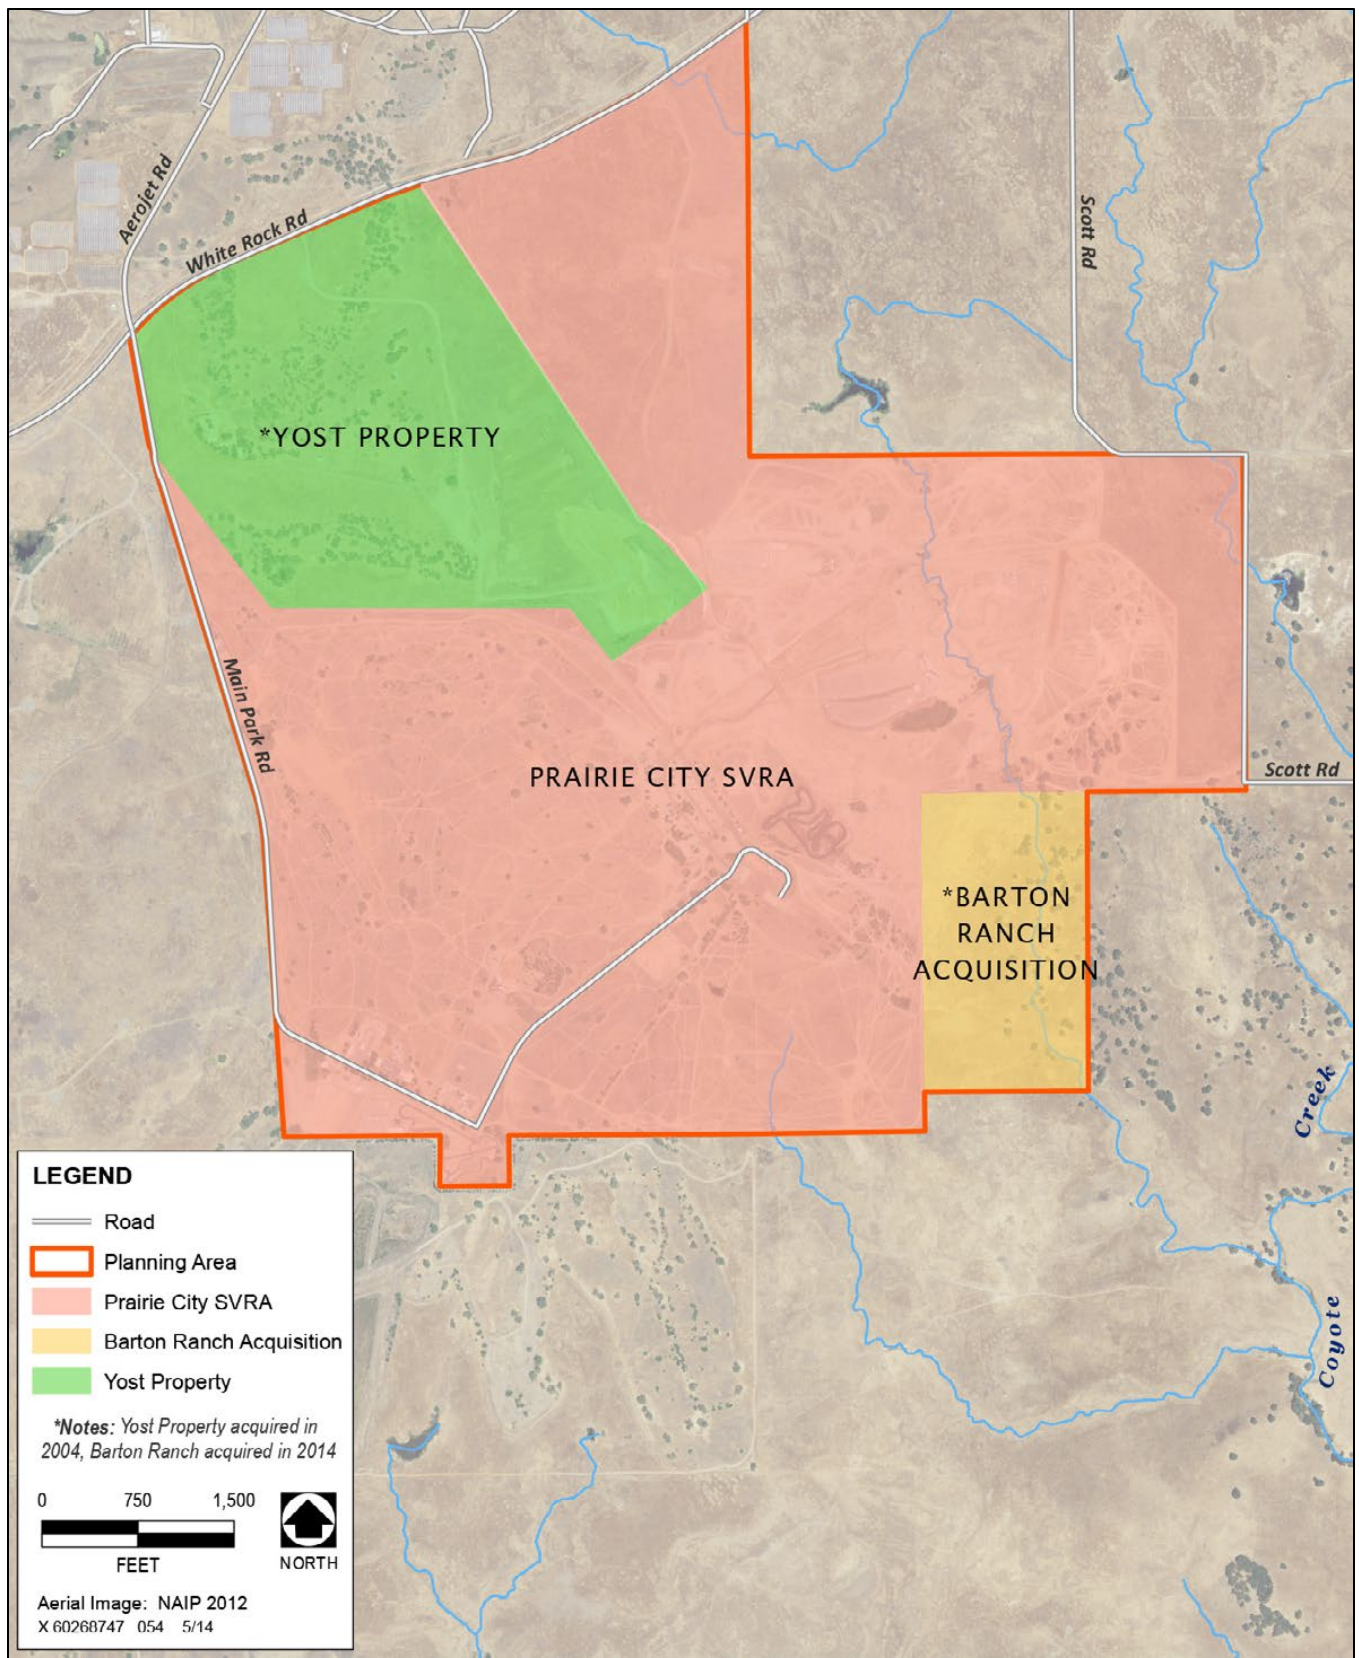 Aerojet Rd
White Rock Rd
Scott Rd
*YOST PROPERTY
Main Park Rd
PRAIRIE CITY SVRA
Scott Rd
*BARTON
RANCH
ACQUISITION
Creek
Coyote
LEGEND
Road
Planning Area
Prairie City SVRA
Barton Ranch Acquisition
Yost Property
*Notes: Yost Property acquired in
2004, Barton Ranch acquired in 2014
0 750 1,500
FEET
NORTH
Aerial Image: NAIP 2012
X 60268747 054 5/14